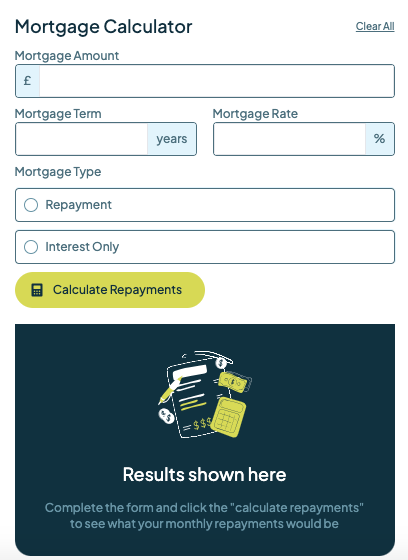 Mortgage Calculator
Clear All
Mortgage Amount
£
Mortgage Term
Mortgage Rate
years
%
Mortgage Type
Repayment
Interest Only
Calculate Repayments
$
$
$
$ $
$$$
Results shown here
Complete the form and click the "calculate repayments"
to see what your monthly repayments would be